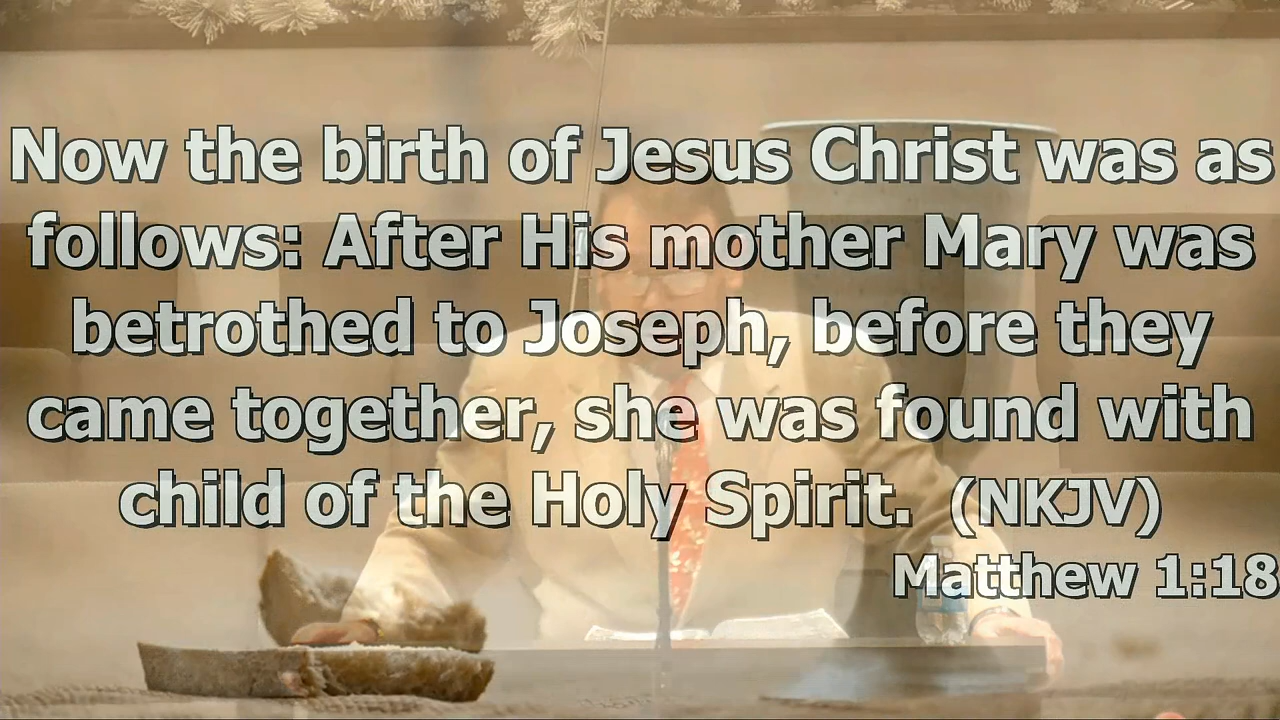 Now the birth of Jesus Christ was as
follows: After His mother Mary was
betrothed to Joseph, before they
came together, she was found with
child of the Holy Spirit. (NKJV)
Matthew 1:18